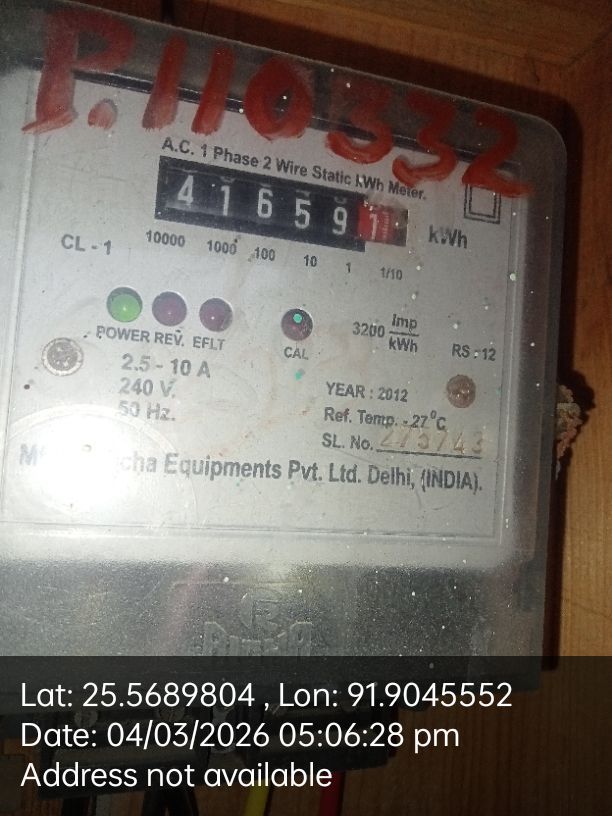 P.110332
A.C. 1 Phase 2 Wire Static kWh Meter.
4 1 6 5 9 1
kWh
CL - 1
10000 1000 100 10 1 1/10
POWER REV. EFLT
CAL
3200 Imp
kWh
RS : 12
2.5 - 10 A
240 V.
50 Hz.
YEAR : 2012
Ref. Temp. - 27°C
SL. No.
Equipments Pvt. Ltd. Delhi, (INDIA).
Lat: 25.5689804 , Lon: 91.9045552
Date: 04/03/2026 05:06:28 pm
Address not available